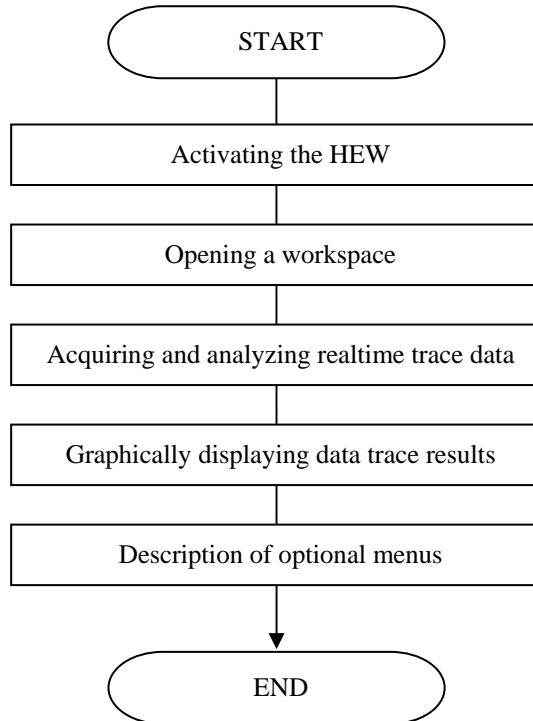 START
Activating the HEW
Opening a workspace
Acquiring and analyzing realtime trace data
Graphically displaying data trace results
Description of optional menus
END